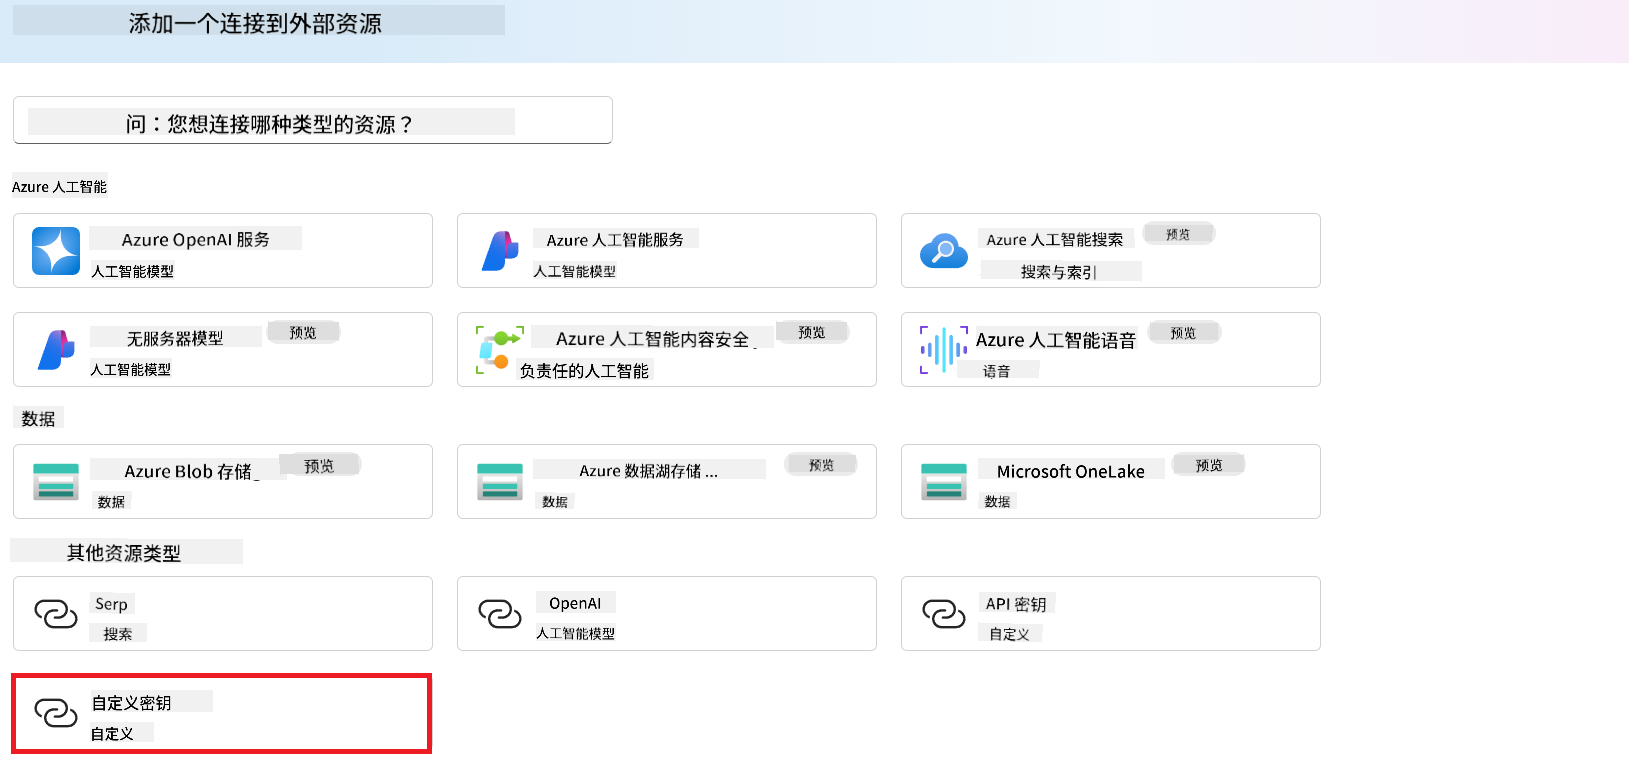 添加一个连接到外部资源
问：您想连接哪种类型的资源？
Azure 人工智能
Azure OpenAI 服务
人工智能模型
Azure 人工智能服务
人工智能模型
Azure 人工智能搜索
预览
搜索与索引
无服务器模型
预览
人工智能模型
Azure 人工智能内容安全
预览
负责任的人工智能
Azure 人工智能语音
预览
语音
数据
Azure Blob 存储
预览
数据
Azure 数据湖存储 ...
预览
数据
Microsoft OneLake
预览
数据
其他资源类型
Serp
搜索
OpenAI
人工智能模型
API 密钥
自定义
自定义密钥
自定义